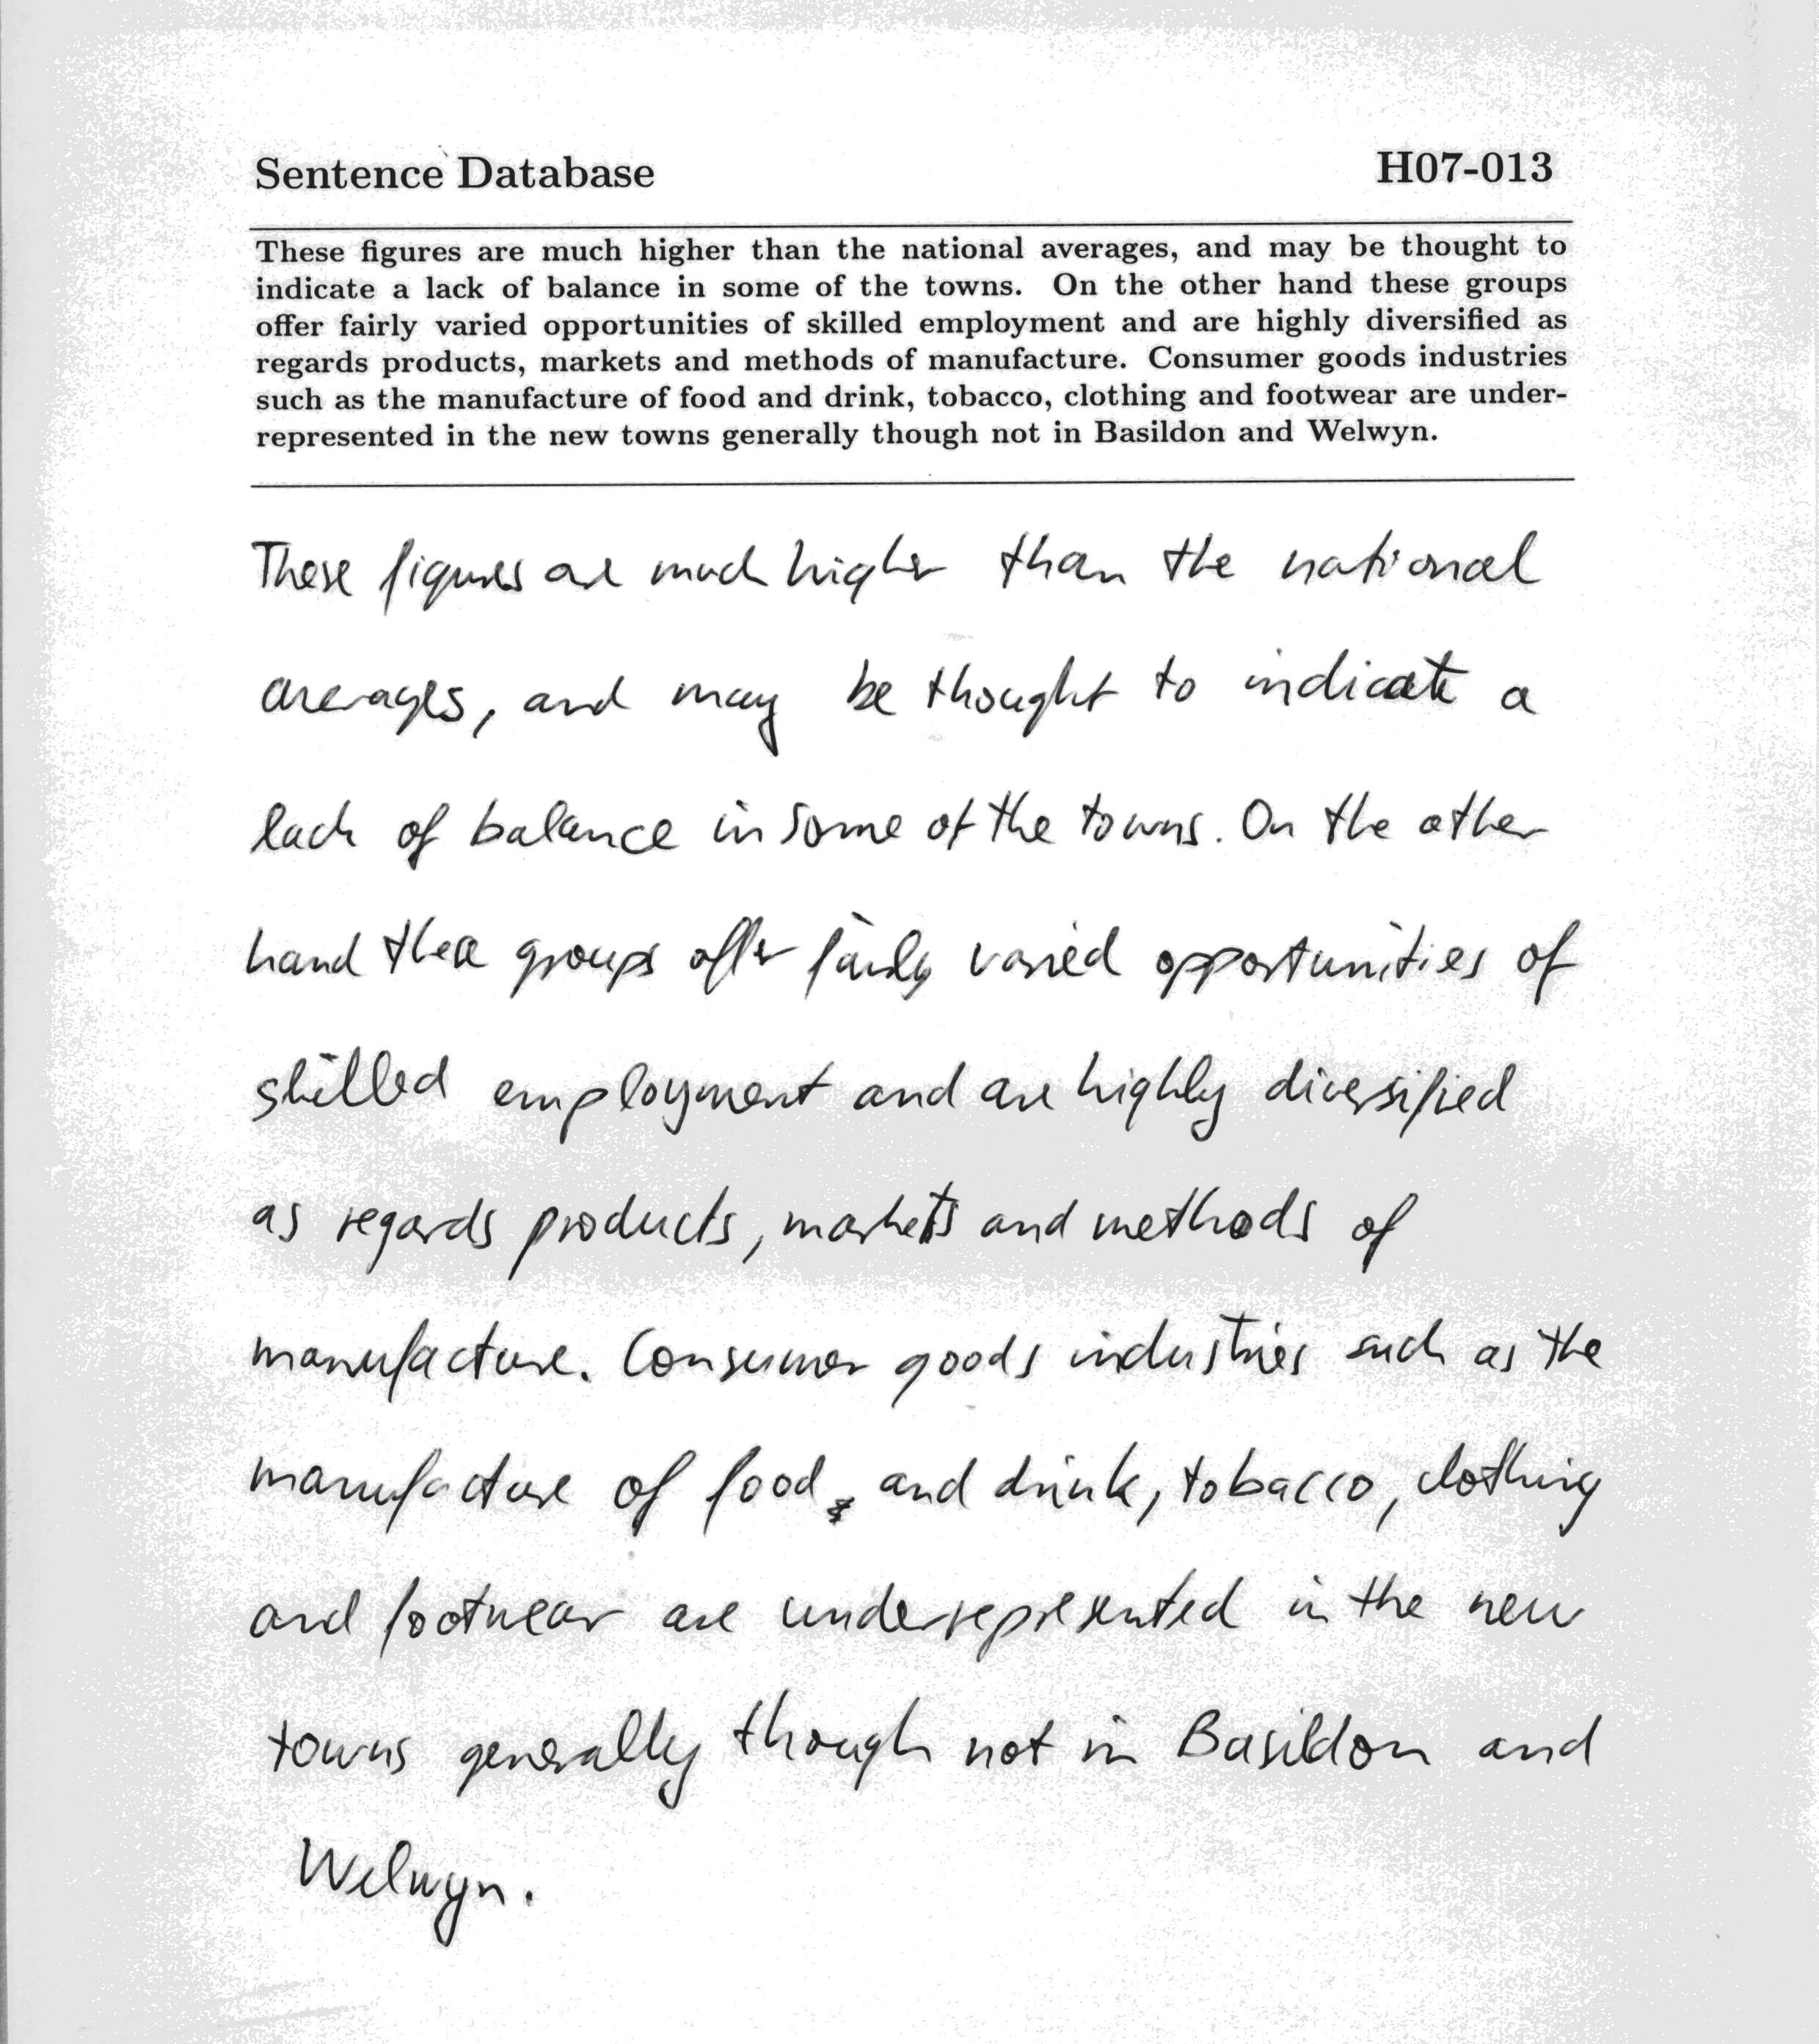 Sentence Database H07-013
These figures are much higher than the national averages, and may be thought to
indicate a lack of balance in some of the towns. On the other hand these groups
offer fairly varied opportunities of skilled employment and are highly diversified as
regards products, markets and methods of manufacture. Consumer goods industries
such as the manufacture of food and drink, tobacco, clothing and footwear are under-
represented in the new towns generally though not in Basildon and Welwyn.
These figures are much higher than the national
averages, and may be thought to indicate a
lack of balance in some of the towns. On the other
hand these groups offer fairly varied opportunities of
skilled employment and are highly diversified
as regards products, markets and methods of
manufacture. Consumer goods industries such as the
manufacture of food and drink, tobacco, clothing
and footwear are underrepresented in the new
towns generally though not in Basildon and
Welwyn.